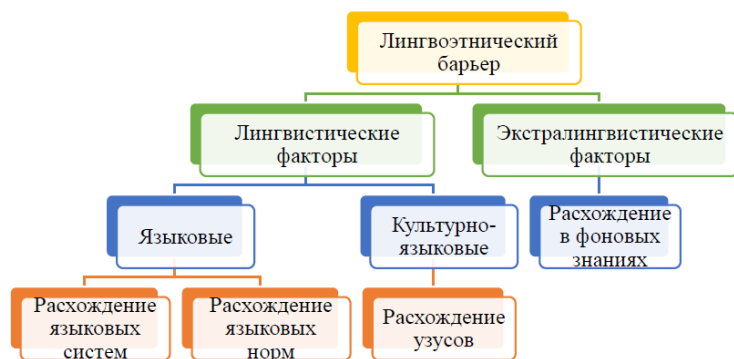 Лингвоэтнический
барьер
Лингвистические
факторы
Экстралингвистические
факторы
Языковые
Культурно-
языковые
Расхождение
в фоновых
знаниях
Расхождение
языковых
систем
Расхождение
языковых
норм
Расхождение
узусов